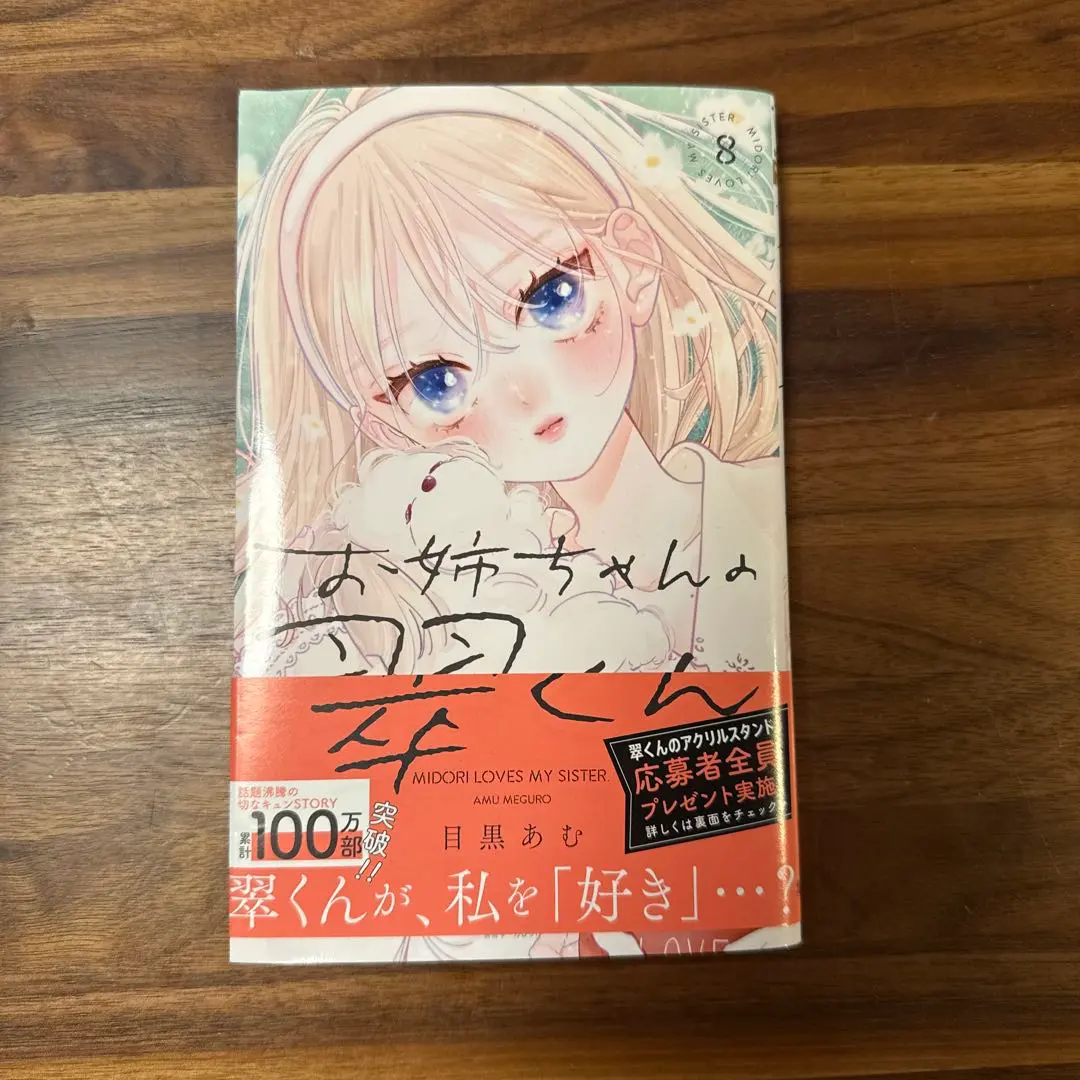 MIDORI LOVES MY SISTER
8
お姉ちゃんの
翠くん
MIDORI LOVES MY SISTER.
AMU MEGURO
目黒あむ
翠くんのアクリルスタンド
応募者全員
プレゼント実施
詳しくは裏面をチェック
話題沸騰の
切なキュンSTORY
累計100万部突破!!
翠くんが、私を「好き」…?
LOVE